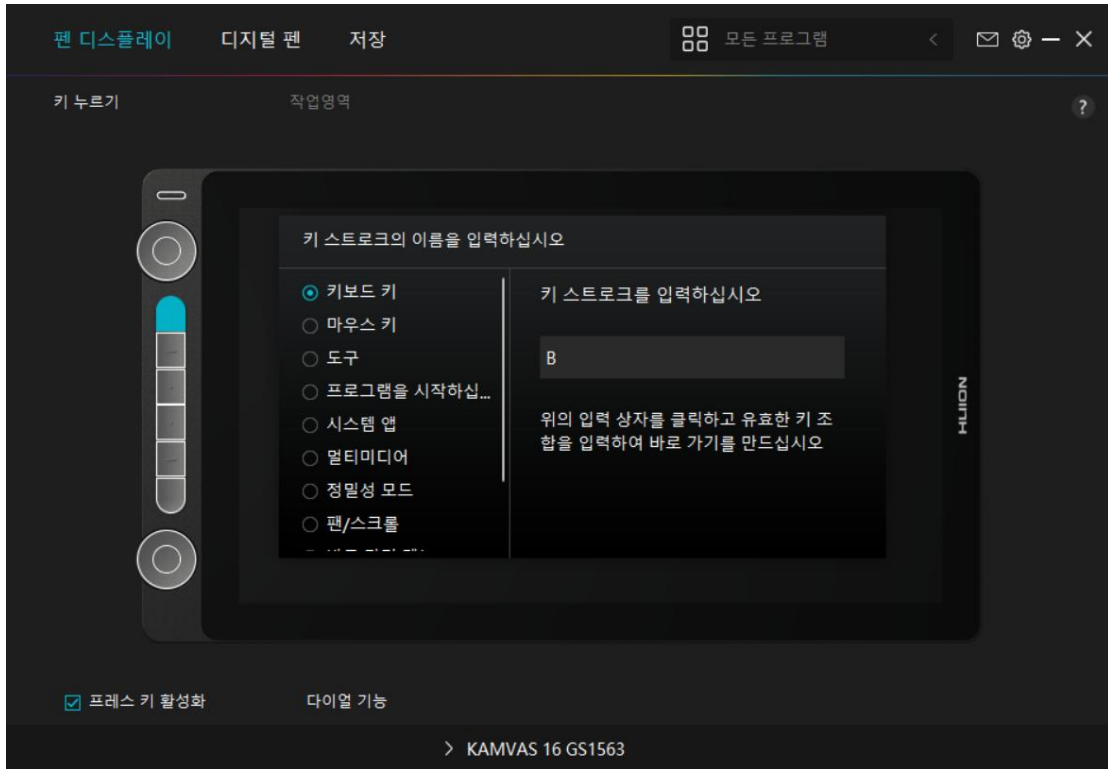 펜 디스플레이 디지털 펜 저장 모든 프로그램
키 누르기 작업영역 ?
키 스트로크의 이름을 입력하십시오
키보드 키
마우스 키
도구
프로그램을 시작하십...
시스템 앱
멀티미디어
정밀성 모드
팬/스크롤
키 스트로크를 입력하십시오
B
위의 입력 상자를 클릭하고 유효한 키 조
합을 입력하여 바로 가기를 만드십시오
HUION
프레스 키 활성화 다이얼 기능
KAMVAS 16 GS1563